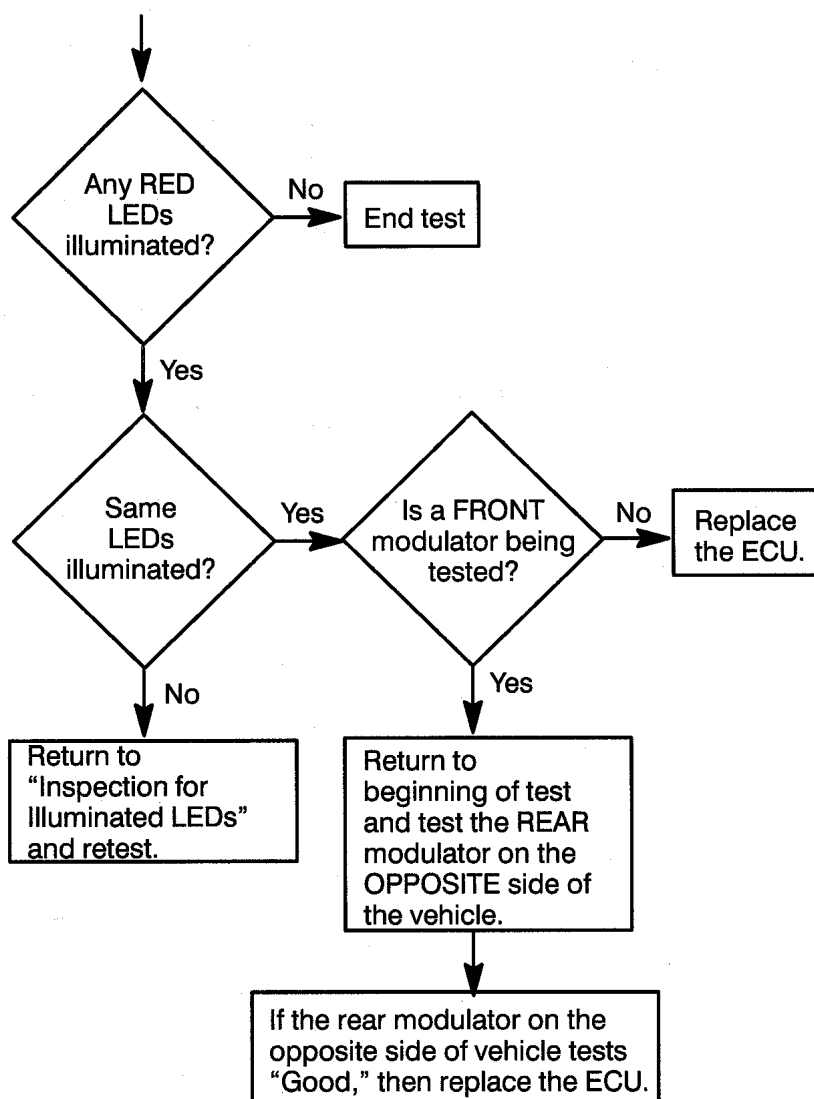 Any RED
LEDs
illuminated?
No
End test
Yes
Same
LEDs
illuminated?
Yes
Is a FRONT
modulator being
tested?
No
Replace
the ECU.
No
Return to
“Inspection for
Illuminated LEDs”
and retest.
Yes
Return to
beginning of test
and test the REAR
modulator on the
OPPOSITE side of
the vehicle.
If the rear modulator on the
opposite side of vehicle tests
“Good,” then replace the ECU.